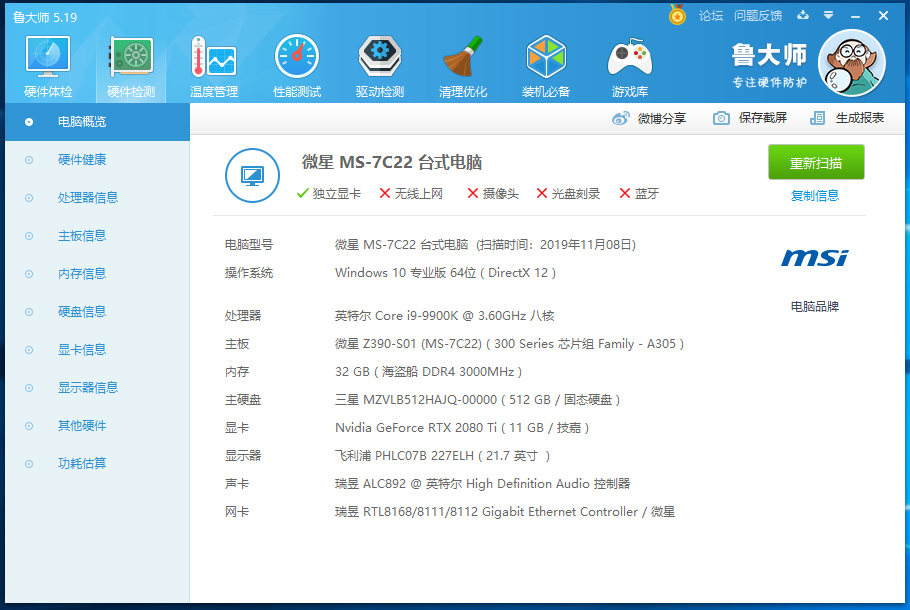 鲁大师 5.19
论坛 问题反馈
硬件体检 硬件检测 温度管理 性能测试 驱动检测 清理优化 装机必备 游戏库
鲁大师
专注硬件防护
微博分享 保存截屏 生成报表
电脑概览
硬件健康
处理器信息
主板信息
内存信息
硬盘信息
显卡信息
显示器信息
其他硬件
功耗估算
微星 MS-7C22 台式电脑
独立显卡 无线上网 摄像头 光盘刻录 蓝牙
重新扫描
复制信息
电脑型号 微星 MS-7C22 台式电脑 (扫描时间：2019年11月08日)
操作系统 Windows 10 专业版 64位 ( DirectX 12 )
msi
电脑品牌
处理器 英特尔 Core i9-9900K @ 3.60GHz 八核
主板 微星 Z390-S01 (MS-7C22) ( 300 Series 芯片组 Family - A305 )
内存 32 GB ( 海盗船 DDR4 3000MHz )
主硬盘 三星 MZVLB512HAJQ-00000 ( 512 GB / 固态硬盘 )
显卡 Nvidia GeForce RTX 2080 Ti ( 11 GB / 技嘉 )
显示器 飞利浦 PHLC07B 227ELH ( 21.7 英寸 )
声卡 瑞昱 ALC892 @ 英特尔 High Definition Audio 控制器
网卡 瑞昱 RTL8168/8111/8112 Gigabit Ethernet Controller / 微星